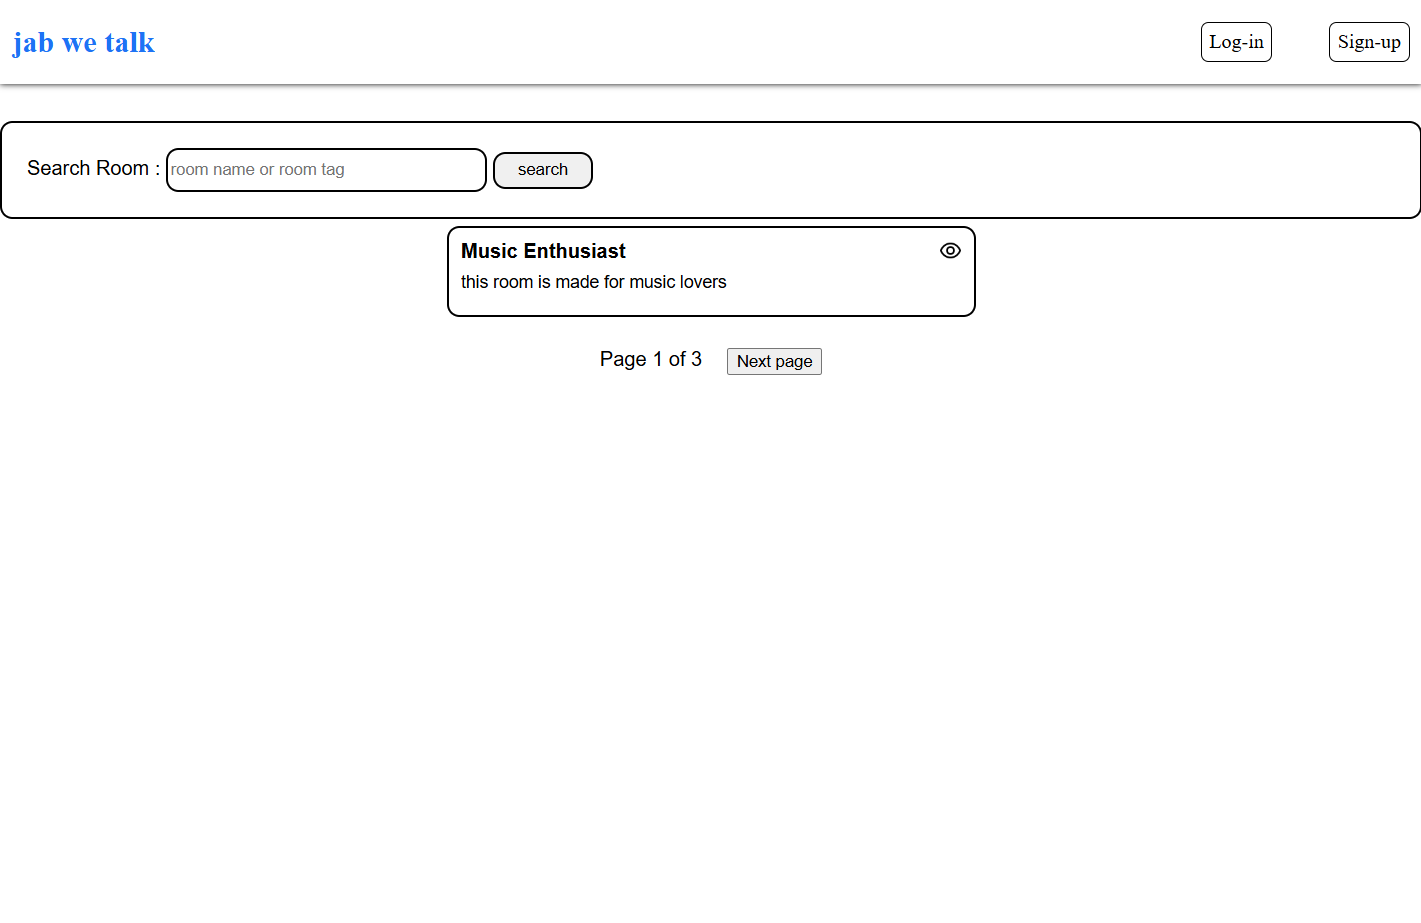 jab we talk Log-in Sign-up
Search Room : room name or room tag search
Music Enthusiast
this room is made for music lovers
Page 1 of 3 Next page